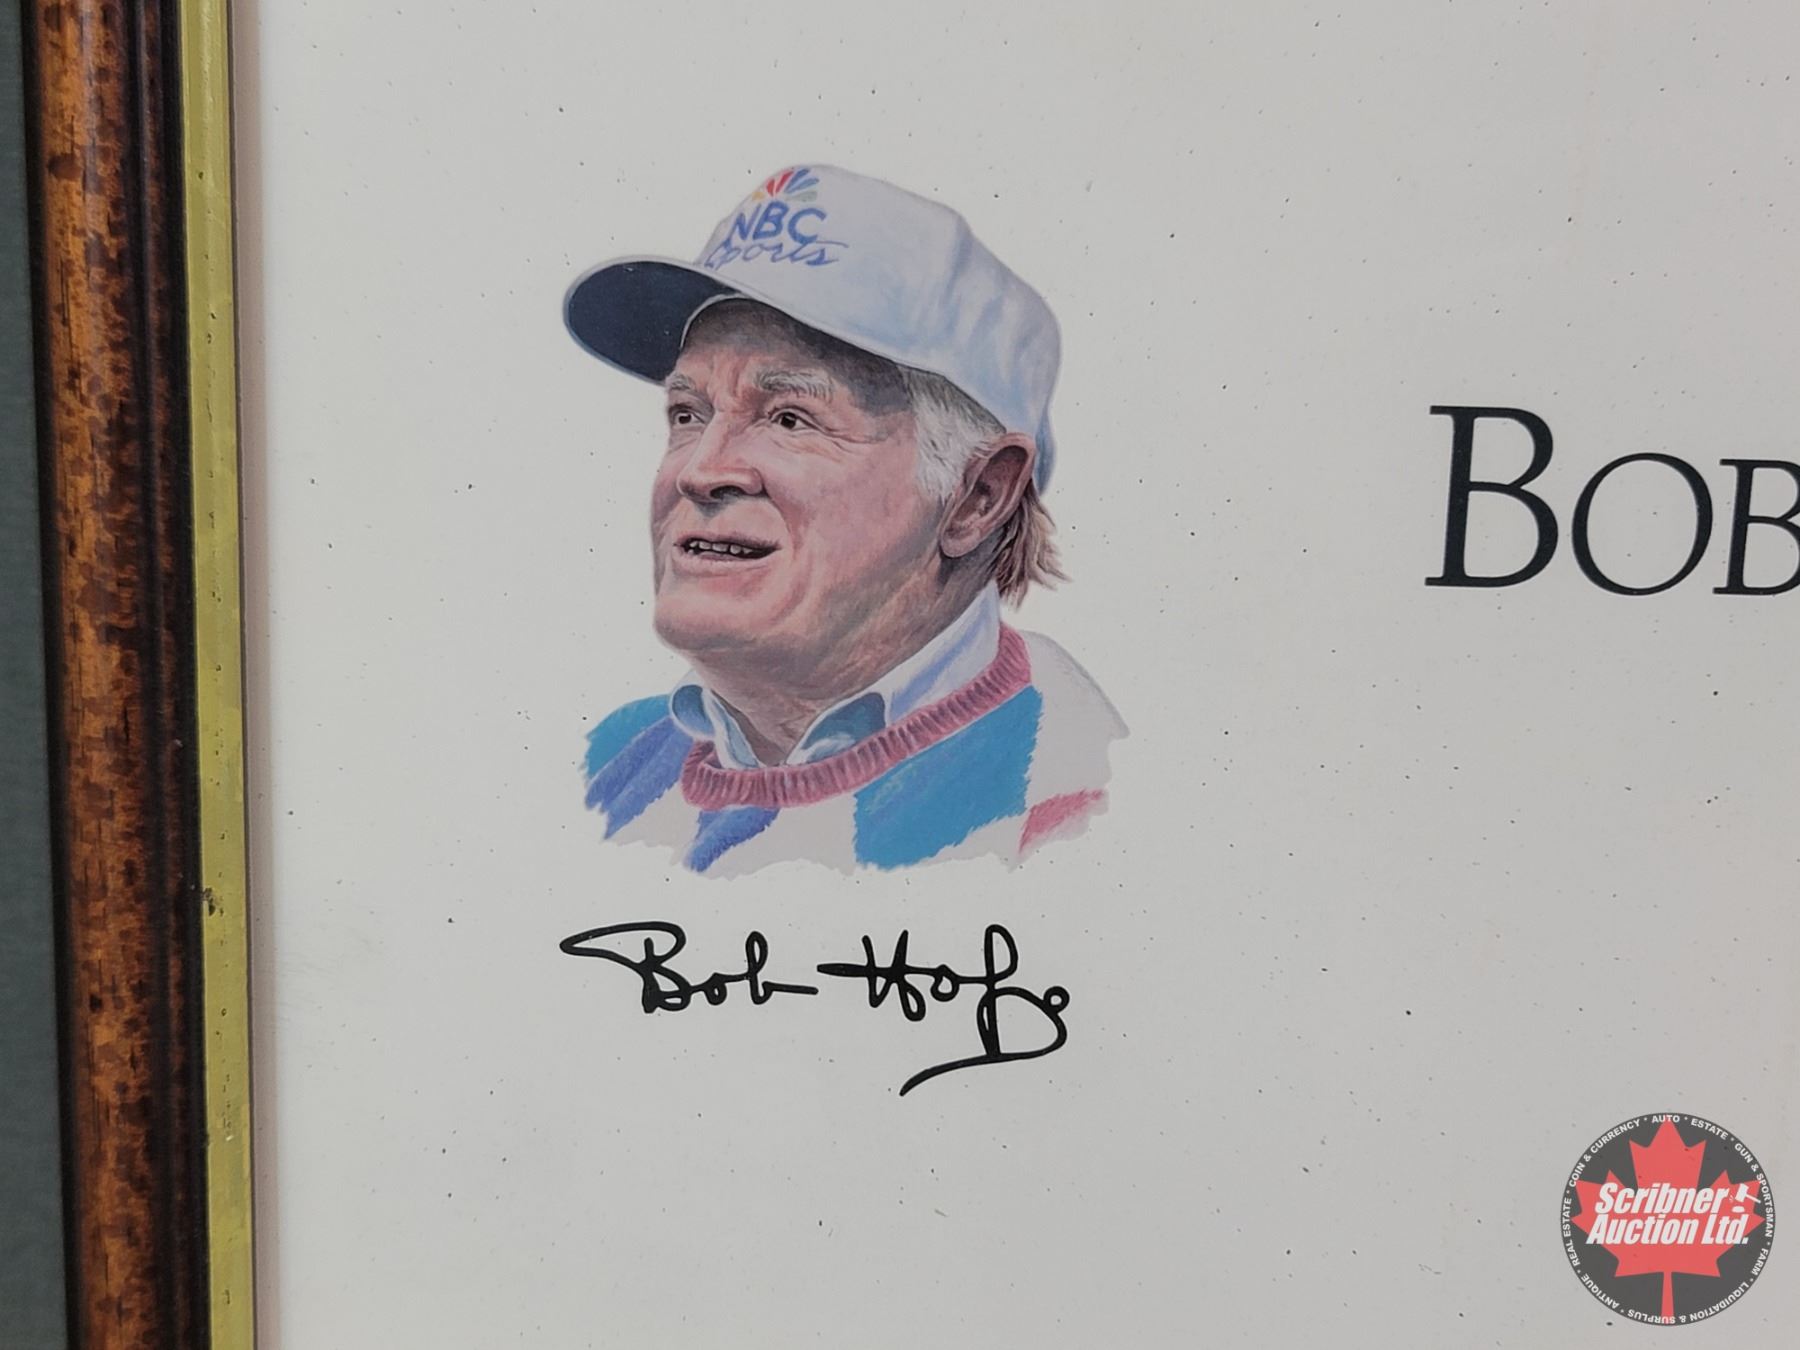 NBC
Sports
BOB
Bob Hope
COIN & CURRENCY * AUTO * ESTATE * GUN & SPORTSMAN * FARM * LIQUIDATION & SURPLUS * ANTIQUE * REAL ESTATE *
Scribner
Auction Ltd.